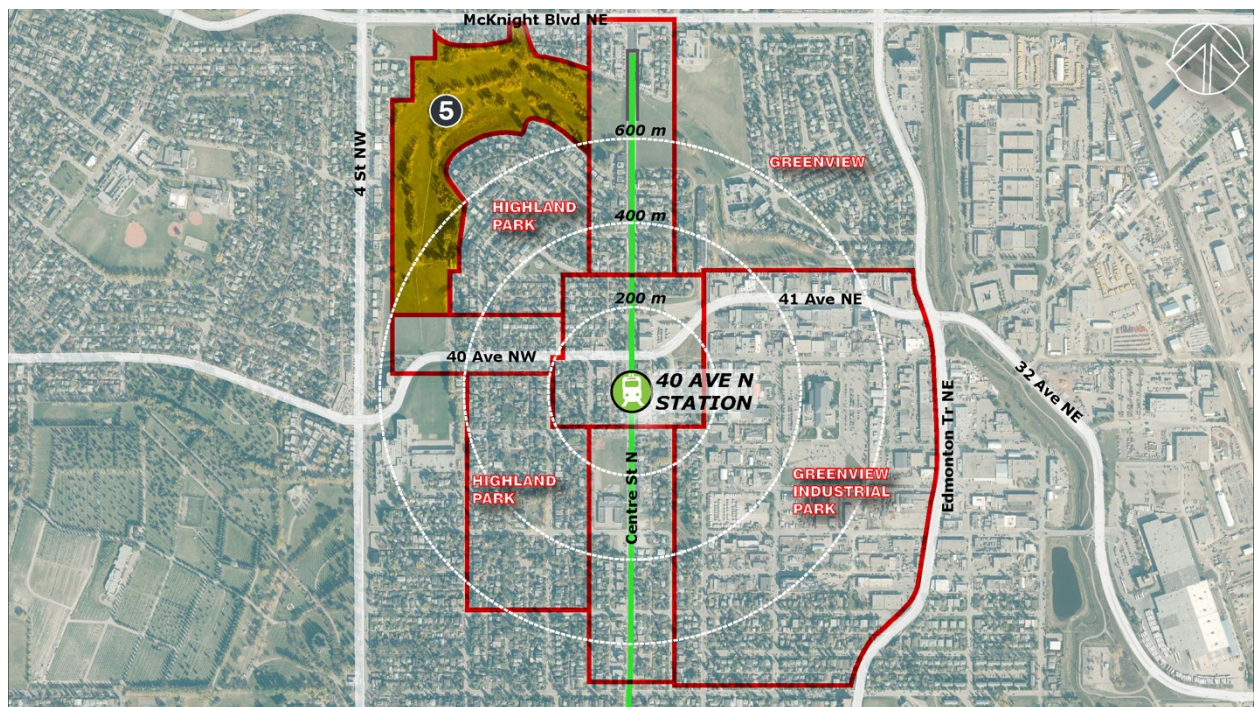 McKnight Blvd NE
5
600 m
4 St NW
GREENVIEW
HIGHLAND
PARK
400 m
200 m
41 Ave NE
40 Ave NW
40 AVE N
STATION
32 Ave NE
Edmonton Tr NE
HIGHLAND
PARK
Centre St N
GREENVIEW
INDUSTRIAL
PARK